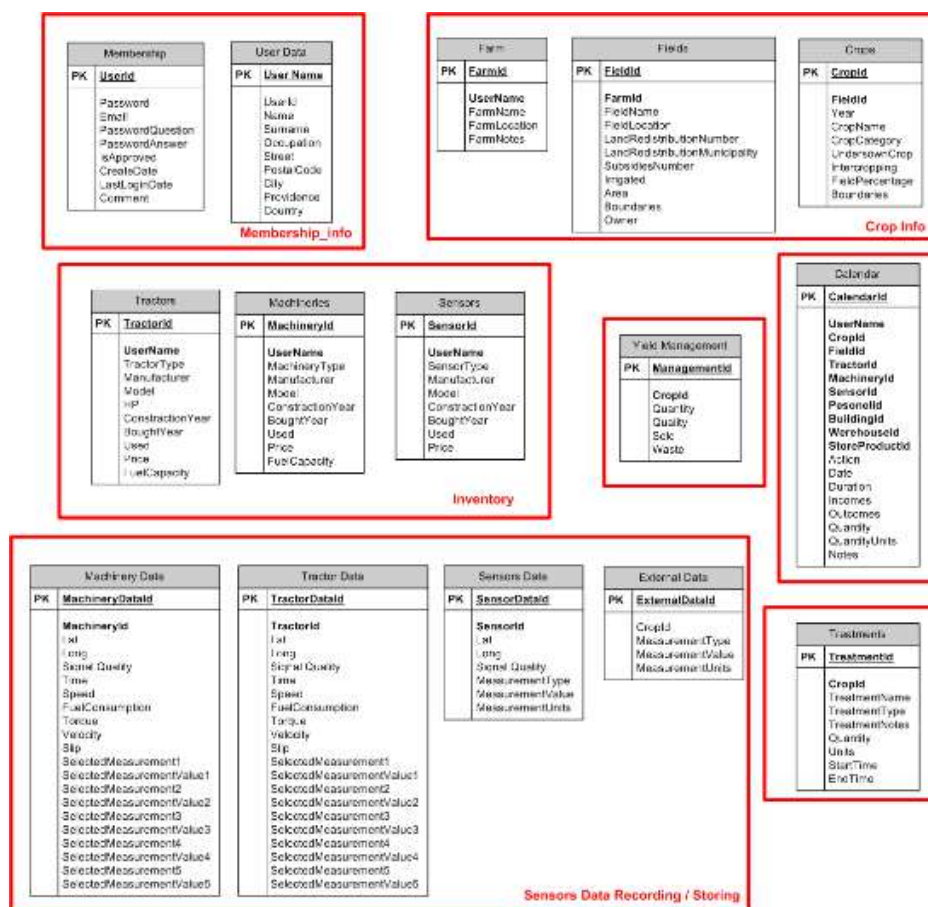 Membership
PK UserId
Password
Email
PasswordQuestion
PasswordAnswer
IsApproved
CreateDate
LastLoginDate
Comment
User Data
PK User Name
UserId
Name
Surname
Occupation
Street
PostalCode
City
Providence
Country
Membership_info
Farm
PK FarmId
UserName
FarmName
FarmLocation
FarmNotes
Fields
PK FieldId
FarmId
FieldName
FieldLocation
LandRedistributionNumber
LandRedistributionMunicipality
SubsidiesNumber
Irrigated
Area
Boundaries
Owner
Crops
PK CropId
FieldId
Year
CropName
CropCategory
UndersownCrop
Intercropping
FieldPercentage
Boundaries
Crop Info
Tractors
PK TractorId
UserName
TractorType
Manufacturer
Model
HP
ConstractionYear
BoughtYear
Used
Price
FuelCapacity
Machineries
PK MachineryId
UserName
MachineryType
Manufacturer
Model
ConstractionYear
BoughtYear
Used
Price
FuelCapacity
Sensors
PK SensorId
UserName
SensorType
Manufacturer
Model
ConstractionYear
BoughtYear
Used
Price
Inventory
Yield Management
PK ManagementId
CropId
Quantity
Quality
Sole
Waste
Calendar
PK CalendarId
UserName
CropId
FieldId
TractorId
MachineryId
SensorId
PesonelId
BuildingId
WerehouseId
StoreProductId
Action
Date
Duration
Incomes
Outcomes
Quantity
QuantityUnits
Notes
Machinery Data
PK MachineryDataId
MachineryId
Lat
Long
Signal Quality
Time
Speed
FuelConsumption
Torque
Velocity
Slip
SelectedMeasurement1
SelectedMeasurementValue1
SelectedMeasurement2
SelectedMeasurementValue2
SelectedMeasurement3
SelectedMeasurementValue3
SelectedMeasurement4
SelectedMeasurementValue4
SelectedMeasurement5
SelectedMeasurementValue5
Tractor Data
PK TractorDataId
TractorId
Lat
Long
Signal Quality
Time
Speed
FuelConsumption
Torque
Velocity
Slip
SelectedMeasurement1
SelectedMeasurementValue1
SelectedMeasurement2
SelectedMeasurementValue2
SelectedMeasurement3
SelectedMeasurementValue3
SelectedMeasurement4
SelectedMeasurementValue4
SelectedMeasurement5
SelectedMeasurementValue5
Sensors Data
PK SensorDataId
SensorId
Lat
Long
Signal Quality
MeasurementType
MeasurementValue
MeasurementUnits
External Data
PK ExternalDataId
CropId
MeasurementType
MeasurementValue
MeasurementUnits
Sensors Data Recording / Storing
Treatments
PK TreatmentId
CropId
TreatmentName
TreatmentType
TreatmentNotes
Quantity
Units
StartTime
EndTime